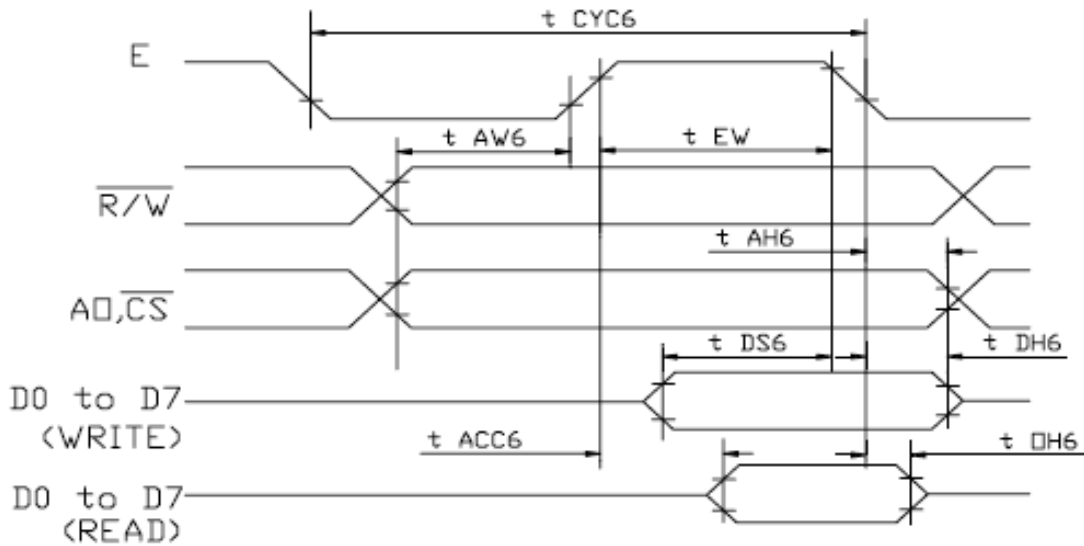 t CYC6
E
t AW6
t EW
R/W
t AH6
A0,CS
t DS6
t DH6
D0 to D7
(WRITE)
t ACC6
t OH6
D0 to D7
(READ)